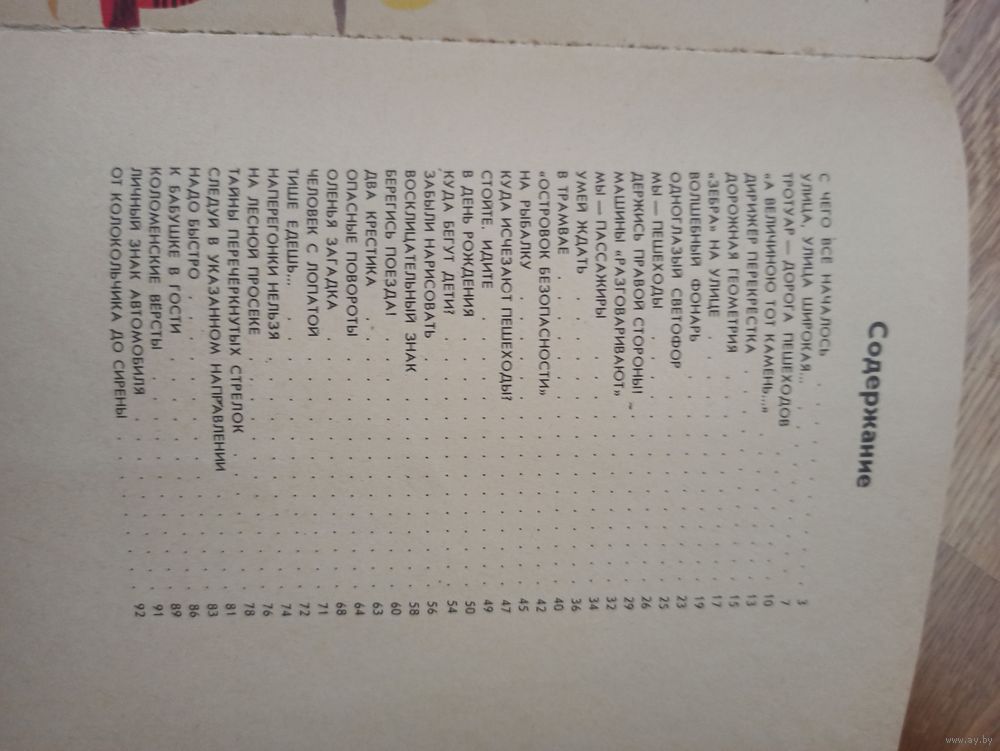 Содержание
С ЧЕГО ВСЕ НАЧАЛОСЬ . . . . . . . 3
УЛИЦА, УЛИЦА ШИРОКАЯ... . . . . . . . 7
ТРОТУАР — ДОРОГА ПЕШЕХОДОВ . . . . . . . 10
«А ВЕЛИЧИНОЮ ТОТ КАМЕНЬ...» . . . . . . . 13
ДИРИЖЕР ПЕРЕКРЕСТКА . . . . . . . 15
ДОРОЖНАЯ ГЕОМЕТРИЯ . . . . . . . 17
«ЗЕБРА» НА УЛИЦЕ . . . . . . . 19
ВОЛШЕБНЫЙ ФОНАРЬ . . . . . . . 23
ОДНОГЛАЗЫЙ СВЕТОФОР . . . . . . . 25
МЫ — ПЕШЕХОДЫ . . . . . . . 26
ДЕРЖИСЬ ПРАВОЙ СТОРОНЫ! . . . . . . . 29
МАШИНЫ «РАЗГОВАРИВАЮТ» . . . . . . . 32
МЫ — ПАССАЖИРЫ . . . . . . . 34
УМЕЙ ЖДАТЬ . . . . . . . 36
В ТРАМВАЕ . . . . . . . 40
«ОСТРОВОК БЕЗОПАСНОСТИ» . . . . . . . 42
НА РЫБАЛКУ . . . . . . . 45
КУДА ИСЧЕЗАЮТ ПЕШЕХОДЫ? . . . . . . . 47
СТОЙТЕ. ИДИТЕ . . . . . . . 49
В ДЕНЬ РОЖДЕНИЯ . . . . . . . 50
КУДА БЕГУТ ДЕТИ? . . . . . . . 54
ЗАБЫЛИ НАРИСОВАТЬ . . . . . . . 56
ВОСКЛИЦАТЕЛЬНЫЙ ЗНАК . . . . . . . 58
БЕРЕГИСЬ ПОЕЗДА! . . . . . . . 60
ДВА КРЕСТИКА . . . . . . . 63
ОПАСНЫЕ ПОВОРОТЫ . . . . . . . 64
ОЛЕНЬЯ ЗАГАДКА . . . . . . . 68
ЧЕЛОВЕК С ЛОПАТОЙ . . . . . . . 71
ТИШЕ ЕДЕШЬ... . . . . . . . 72
НАПЕРЕГОНКИ НЕЛЬЗЯ . . . . . . . 74
НА ЛЕСНОЙ ПРОСЕКЕ . . . . . . . 76
ТАЙНЫ ПЕРЕЧЕРКНУТЫХ СТРЕЛОК . . . . . . . 78
СЛЕДУЙ В УКАЗАННОМ НАПРАВЛЕНИИ . . . . . . . 81
НАДО БЫСТРО . . . . . . . 83
К БАБУШКЕ В ГОСТИ . . . . . . . 86
КОЛОМЕНСКИЕ ВЕРСТЫ . . . . . . . 89
ЛИЧНЫЙ ЗНАК АВТОМОБИЛЯ . . . . . . . 91
ОТ КОЛОКОЛЬЧИКА ДО СИРЕНЫ . . . . . . . 92
www.ay.by